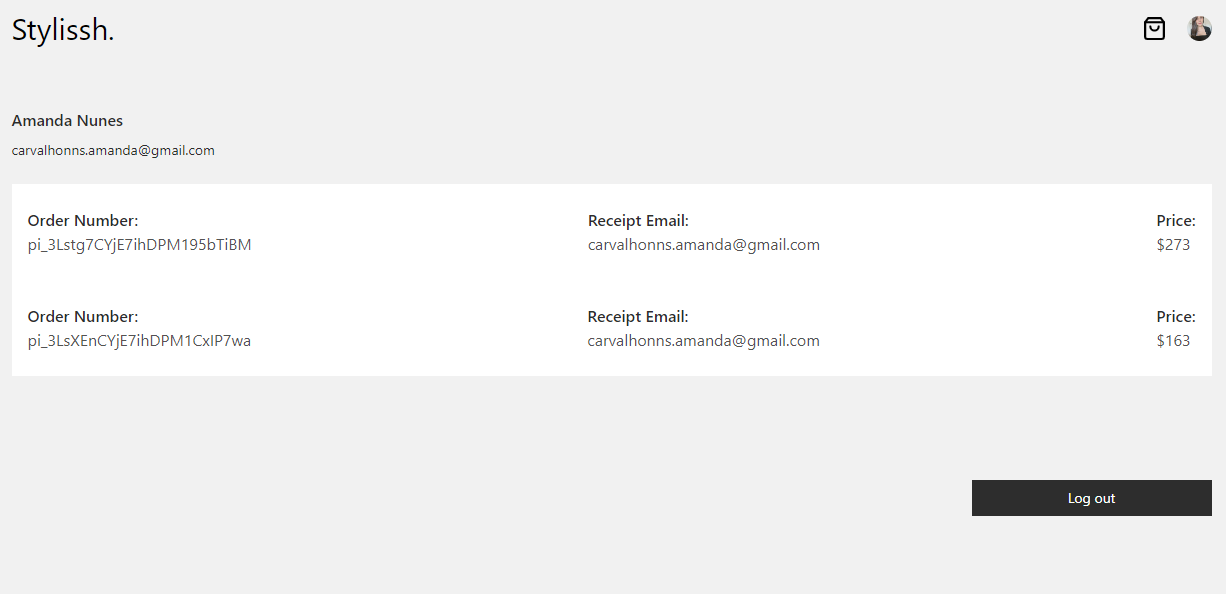 Stylissh.
Amanda Nunes
carvalhonns.amanda@gmail.com
Order Number: Receipt Email: Price:
pi_3Lstg7CYjE7ihDPM195bTiBM carvalhonns.amanda@gmail.com $273
Order Number: Receipt Email: Price:
pi_3LsXEnCYjE7ihDPM1CxIP7wa carvalhonns.amanda@gmail.com $163
Log out